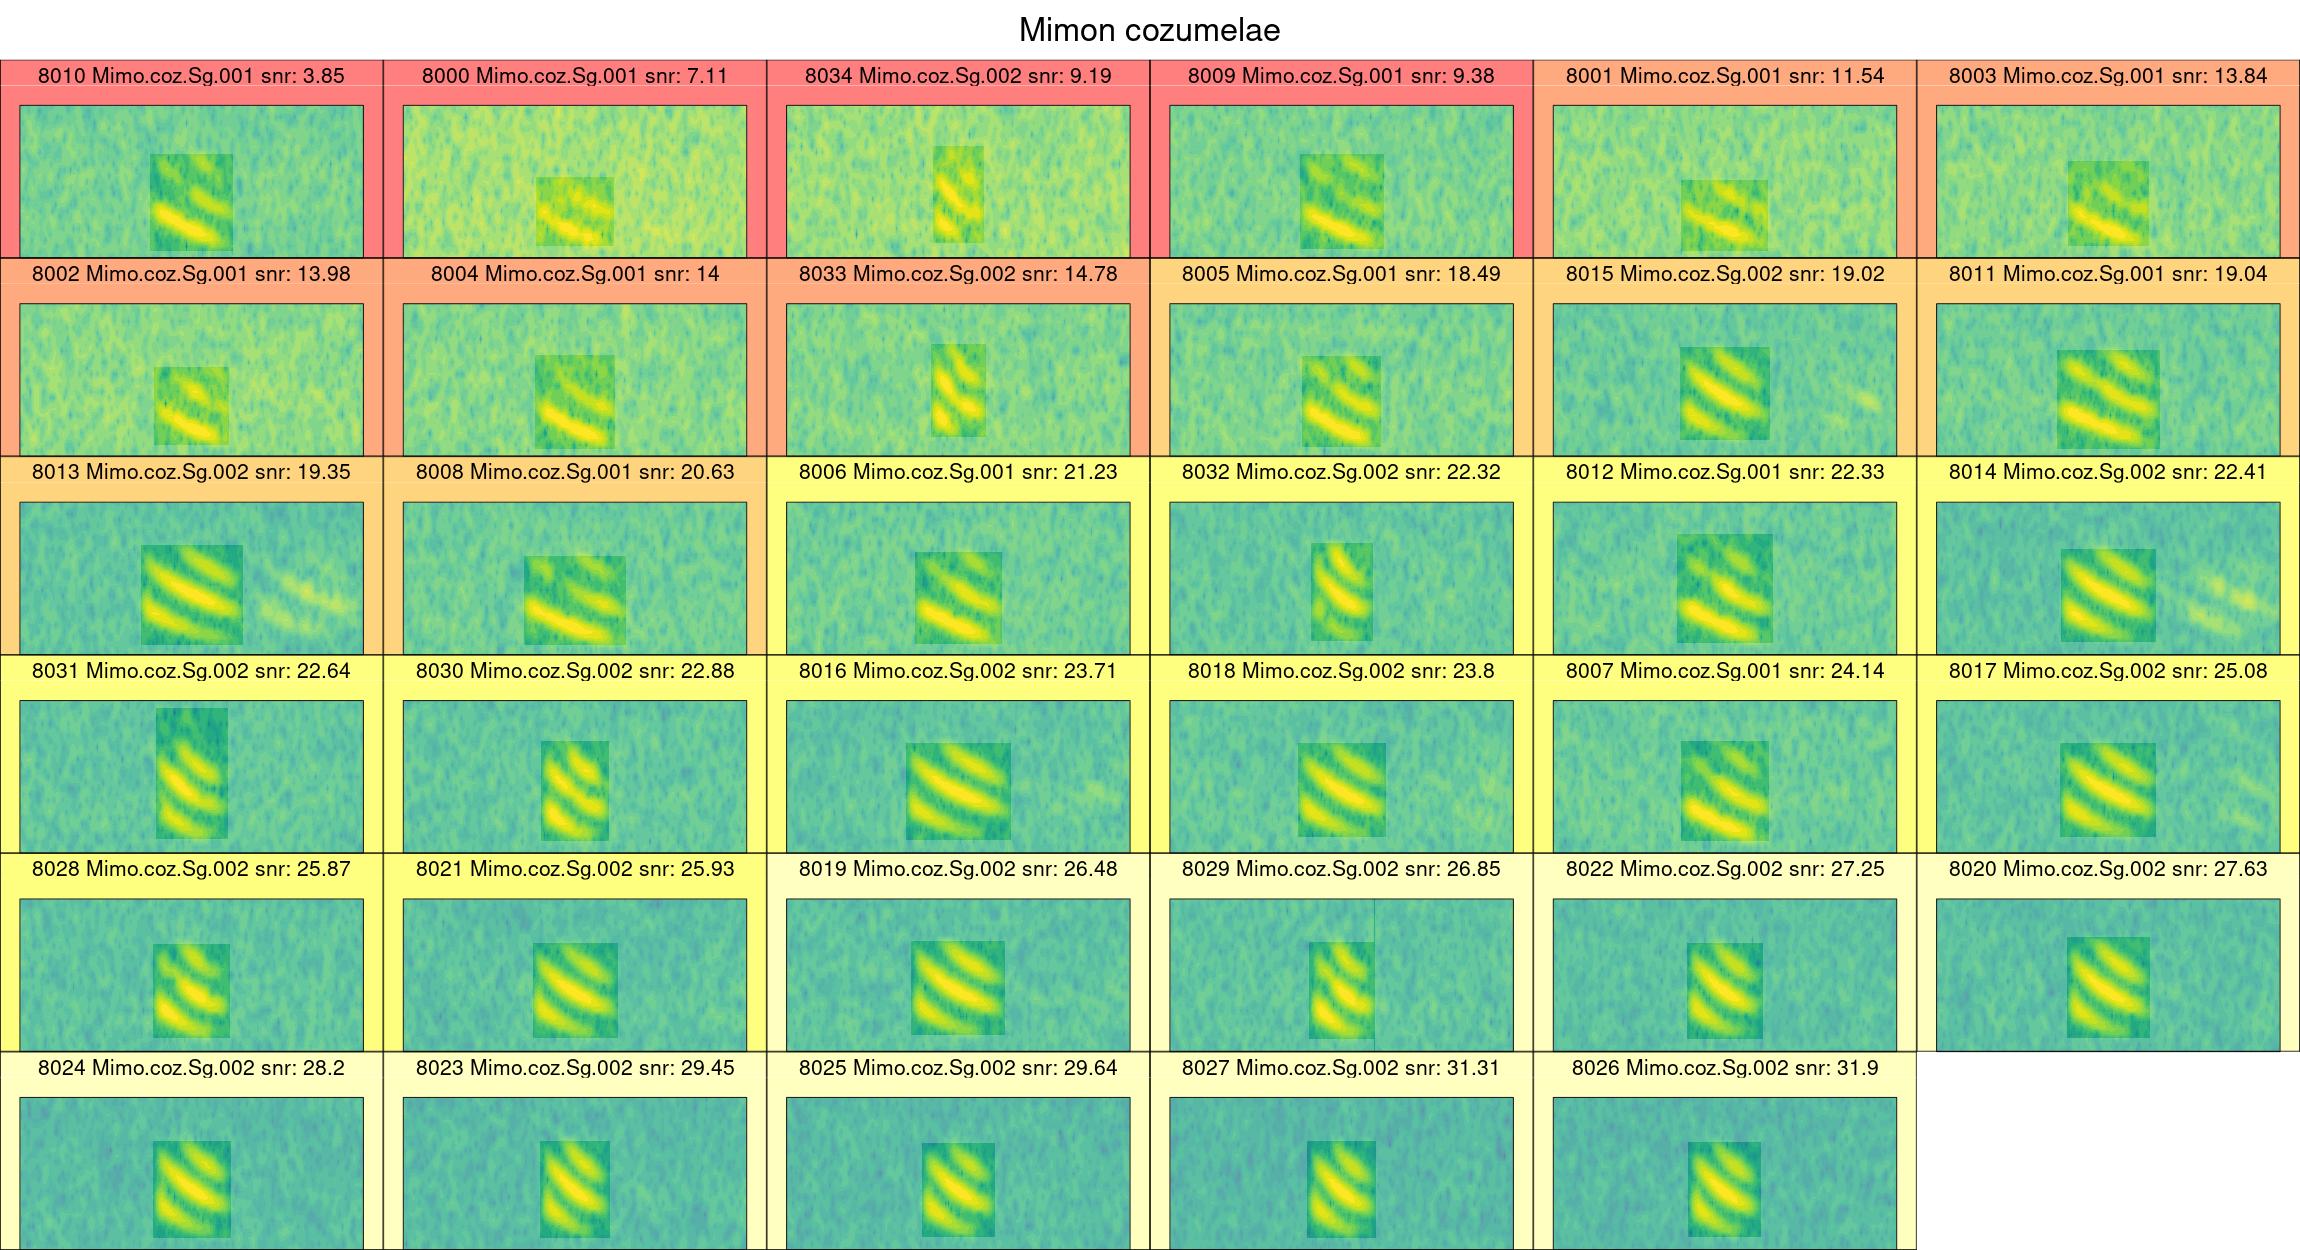 Mimon cozumelae
8010 Mimo.coz.Sg.001 snr: 3.85
8000 Mimo.coz.Sg.001 snr: 7.11
8034 Mimo.coz.Sg.002 snr: 9.19
8009 Mimo.coz.Sg.001 snr: 9.38
8001 Mimo.coz.Sg.001 snr: 11.54
8003 Mimo.coz.Sg.001 snr: 13.84
8002 Mimo.coz.Sg.001 snr: 13.98
8004 Mimo.coz.Sg.001 snr: 14
8033 Mimo.coz.Sg.002 snr: 14.78
8005 Mimo.coz.Sg.001 snr: 18.49
8015 Mimo.coz.Sg.002 snr: 19.02
8011 Mimo.coz.Sg.001 snr: 19.04
8013 Mimo.coz.Sg.002 snr: 19.35
8008 Mimo.coz.Sg.001 snr: 20.63
8006 Mimo.coz.Sg.001 snr: 21.23
8032 Mimo.coz.Sg.002 snr: 22.32
8012 Mimo.coz.Sg.001 snr: 22.33
8014 Mimo.coz.Sg.002 snr: 22.41
8031 Mimo.coz.Sg.002 snr: 22.64
8030 Mimo.coz.Sg.002 snr: 22.88
8016 Mimo.coz.Sg.002 snr: 23.71
8018 Mimo.coz.Sg.002 snr: 23.8
8007 Mimo.coz.Sg.001 snr: 24.14
8017 Mimo.coz.Sg.002 snr: 25.08
8028 Mimo.coz.Sg.002 snr: 25.87
8021 Mimo.coz.Sg.002 snr: 25.93
8019 Mimo.coz.Sg.002 snr: 26.48
8029 Mimo.coz.Sg.002 snr: 26.85
8022 Mimo.coz.Sg.002 snr: 27.25
8020 Mimo.coz.Sg.002 snr: 27.63
8024 Mimo.coz.Sg.002 snr: 28.2
8023 Mimo.coz.Sg.002 snr: 29.45
8025 Mimo.coz.Sg.002 snr: 29.64
8027 Mimo.coz.Sg.002 snr: 31.31
8026 Mimo.coz.Sg.002 snr: 31.9